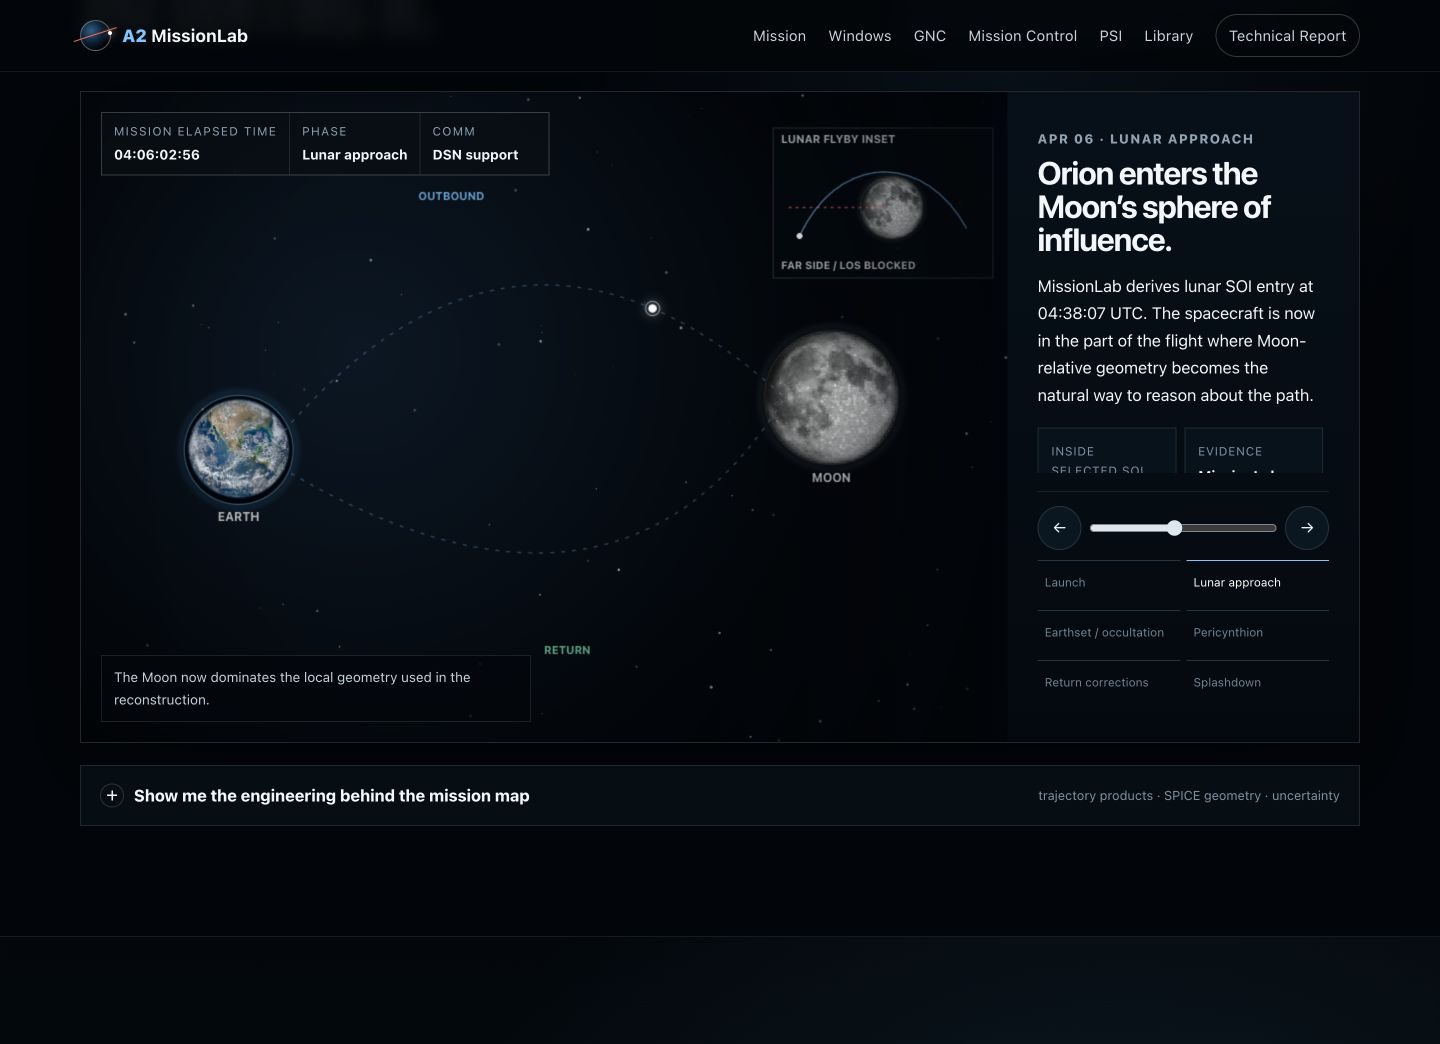 A2 MissionLab
Mission
Windows
GNC
Mission Control
PSI
Library
Technical Report
MISSION ELAPSED TIME
04:06:02:56
PHASE
Lunar approach
COMM
DSN support
OUTBOUND
LUNAR FLYBY INSET
FAR SIDE / LOS BLOCKED
EARTH
MOON
RETURN
The Moon now dominates the local geometry used in the
reconstruction.
APR 06 · LUNAR APPROACH
Orion enters the
Moon’s sphere of
influence.
MissionLab derives lunar SOI entry at
04:38:07 UTC. The spacecraft is now
in the part of the flight where Moon-
relative geometry becomes the
natural way to reason about the path.
INSIDE
SELECTED SOI
EVIDENCE
Launch
Lunar approach
Earthset / occultation
Pericynthion
Return corrections
Splashdown
Show me the engineering behind the mission map
trajectory products · SPICE geometry · uncertainty